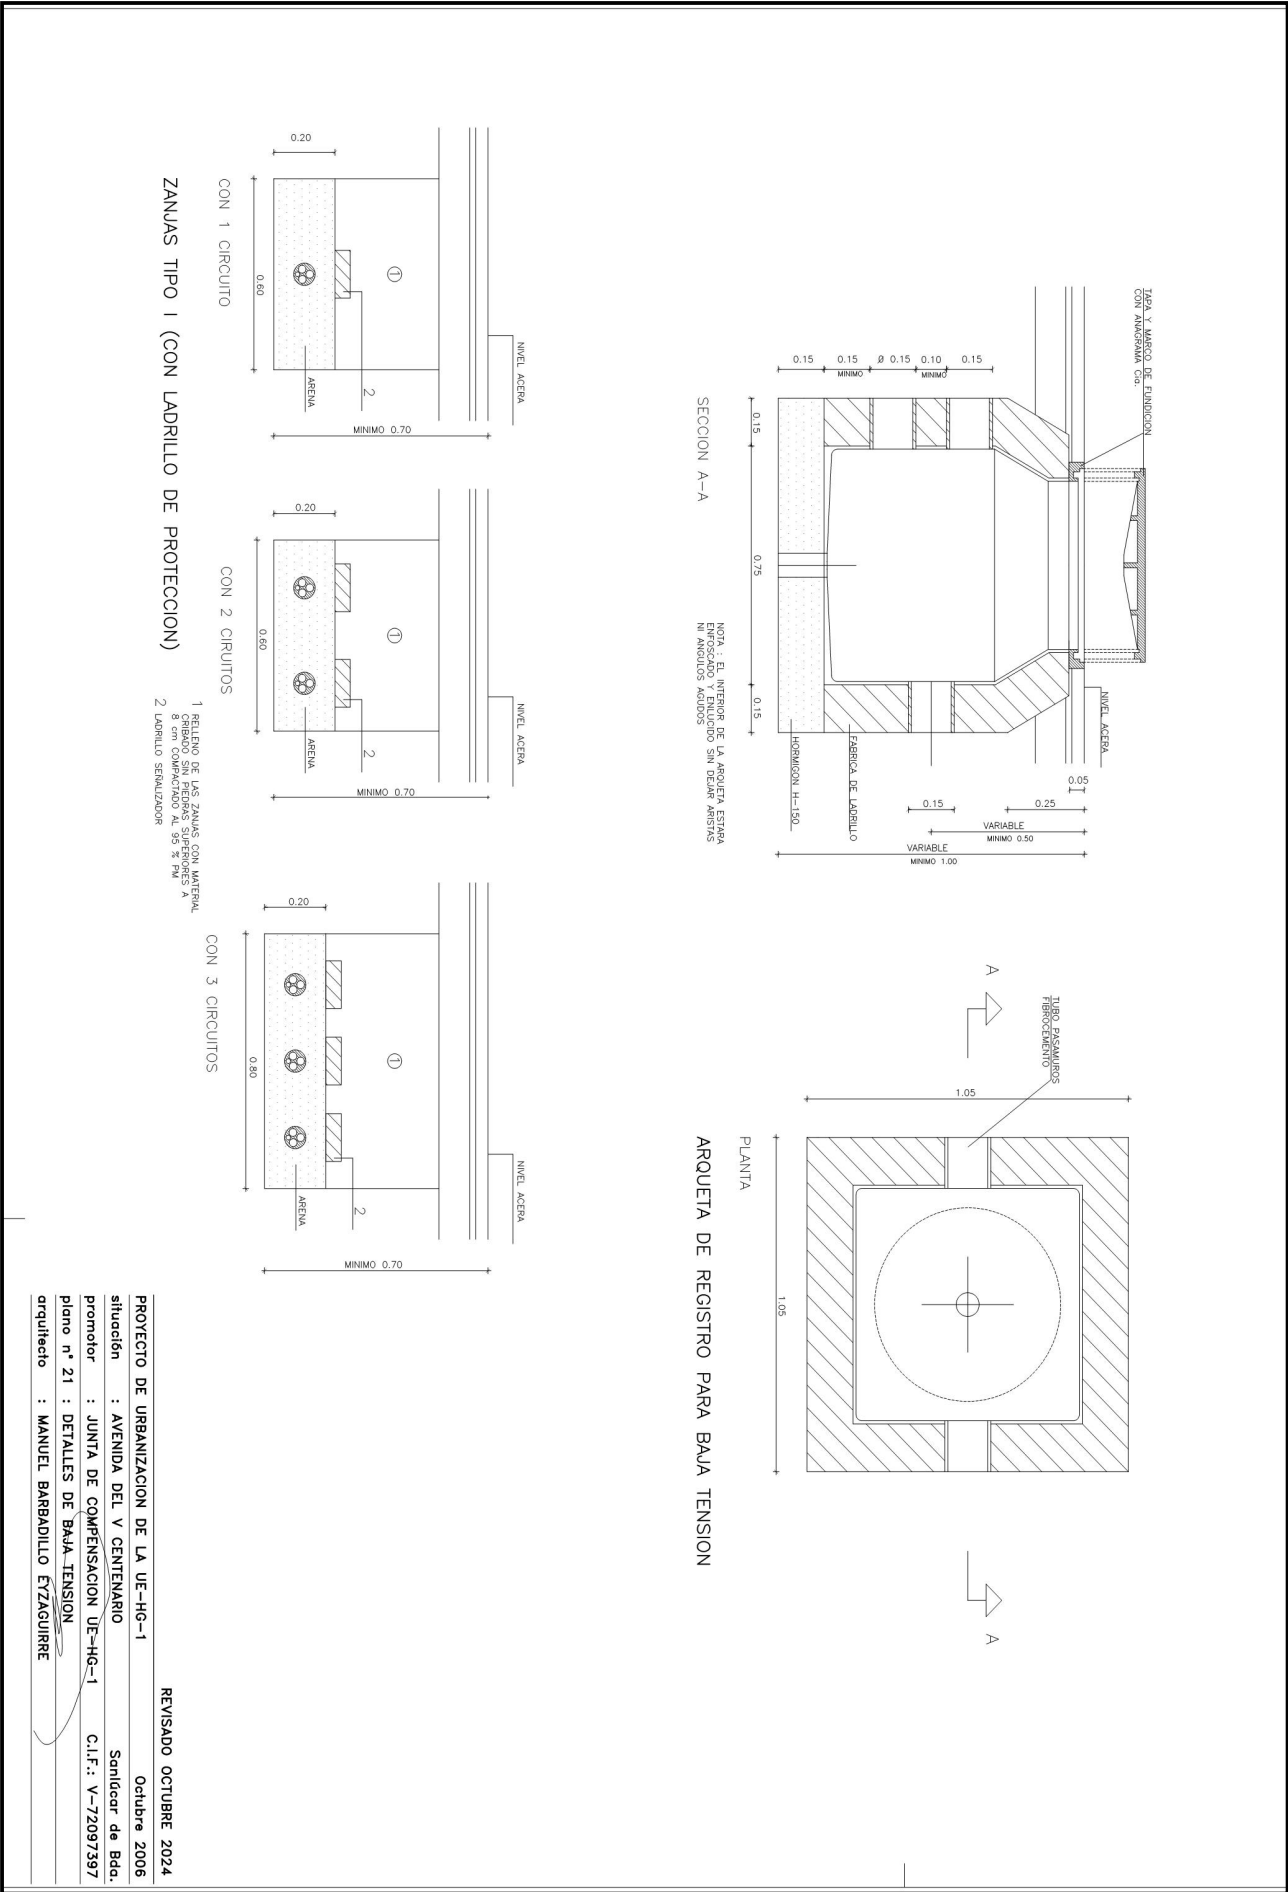 TAPA Y MARCO DE FUNDICION
CON ANAGRAMA Cia.
NIVEL ACERA
0.05
0.25
0.15
VARIABLE
MINIMO 0.50
VARIABLE
MINIMO 1.00
0.15
0.15
MINIMO
Ø 0.15
0.10
MINIMO
0.15
0.15
0.75
0.15
FABRICA DE LADRILLO
HORMIGON H-150
SECCION A-A
NOTA : EL INTERIOR DE LA ARQUETA ESTARA
ENFOSCADO Y ENLUCIDO SIN DEJAR ARISTAS
NI ANGULOS AGUDOS
A
A
TUBO PASAMUROS
FIBROCEMENTO
1.05
1.05
PLANTA
ARQUETA DE REGISTRO PARA BAJA TENSION
NIVEL ACERA
0.20
1
2
ARENA
0.60
MINIMO 0.70
CON 1 CIRCUITO
NIVEL ACERA
0.20
1
2
ARENA
0.60
MINIMO 0.70
CON 2 CIRUITOS
NIVEL ACERA
0.20
1
2
ARENA
0.80
MINIMO 0.70
CON 3 CIRCUITOS
ZANJAS TIPO I (CON LADRILLO DE PROTECCION)
1 RELLENO DE LAS ZANJAS CON MATERIAL
CRIBADO SIN PIEDRAS SUPERIORES A
8 cm COMPACTADO AL 95 % PM
2 LADRILLO SEÑALIZADOR
REVISADO OCTUBRE 2024
PROYECTO DE URBANIZACION DE LA UE-HG-1 Octubre 2006
situación : AVENIDA DEL V CENTENARIO Sanlúcar de Bda.
promotor : JUNTA DE COMPENSACION UE-HG-1 C.I.F.: V-72097397
plano nº 21 : DETALLES DE BAJA TENSION
arquitecto : MANUEL BARBADILLO EYZAGUIRRE